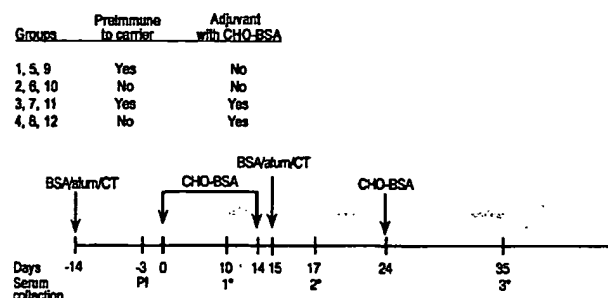 Groups Preimmune to carrier Adjuvant with CHO-BSA
1, 5, 9 Yes No
2, 6, 10 No No
3, 7, 11 Yes Yes
4, 8, 12 No Yes
BSA/alum/CT
BSA/alum/CT CHO-BSA CHO-BSA
Days -14 -3 0 10 14 15 17 24 35
Serum collection PI 1° 2° 3°